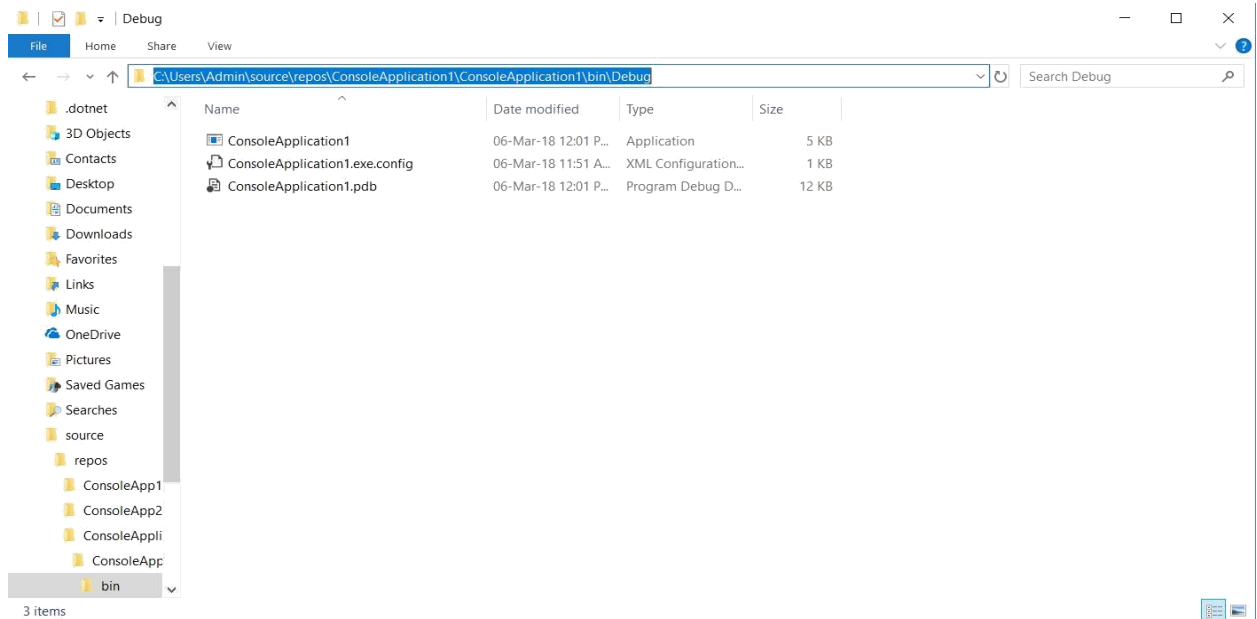 Debug
File Home Share View
C:\Users\Admin\source\repos\ConsoleApplication1\ConsoleApplication1\bin\Debug
Search Debug
.dotnet
3D Objects
Contacts
Desktop
Documents
Downloads
Favorites
Links
Music
OneDrive
Pictures
Saved Games
Searches
source
repos
ConsoleApp1
ConsoleApp2
ConsoleAppli
ConsoleApp
bin
Name Date modified Type Size
ConsoleApplication1 06-Mar-18 12:01 P... Application 5 KB
ConsoleApplication1.exe.config 06-Mar-18 11:51 A... XML Configuration... 1 KB
ConsoleApplication1.pdb 06-Mar-18 12:01 P... Program Debug D... 12 KB
3 items